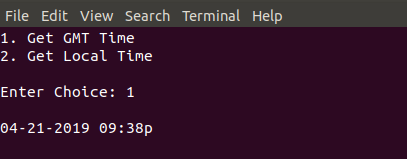 File Edit View Search Terminal Help
1. Get GMT Time
2. Get Local Time
Enter Choice: 1
04-21-2019 09:38p